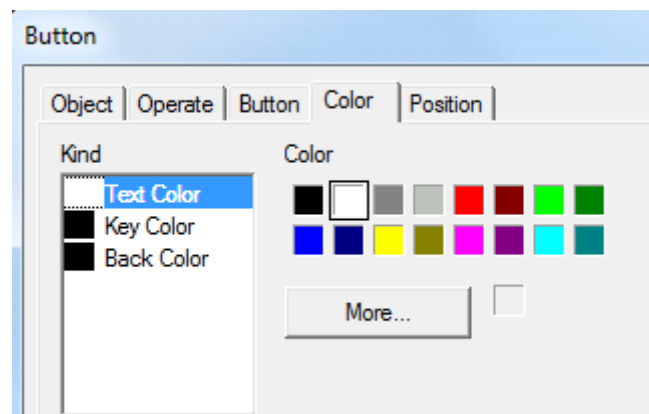 Button
Object Operate Button Color Position
Kind Color
Text Color
Key Color
Back Color
More...